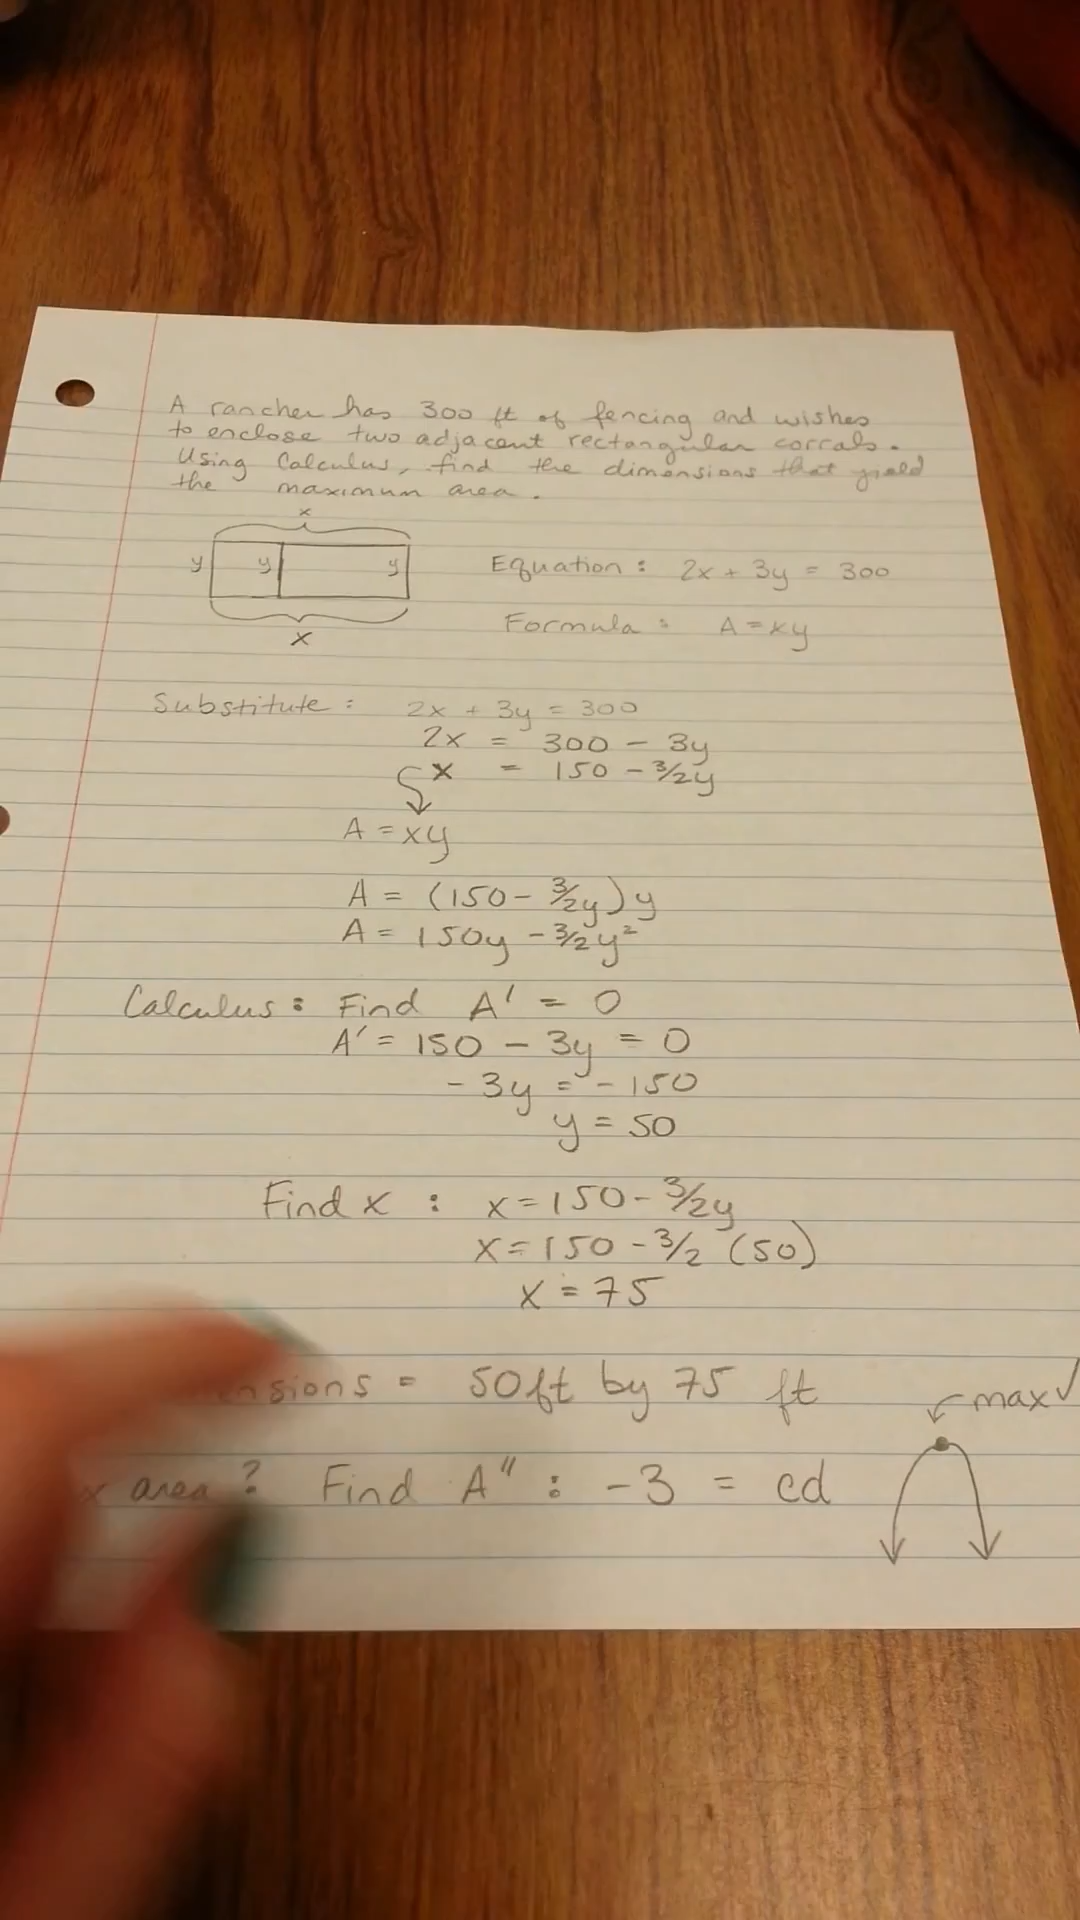 A rancher has 300 ft of fencing and wishes
to enclose two adjacent rectangular corrals.
Using Calculus, find the dimensions that yield
the maximum area.
x
y y y
x
Equation: 2x + 3y = 300
Formula: A = xy
Substitute: 2x + 3y = 300
2x = 300 - 3y
x = 150 - 3/2y
A = xy
A = (150 - 3/2y)y
A = 150y - 3/2y²
Calculus: Find A' = 0
A' = 150 - 3y = 0
-3y = -150
y = 50
Find x: x = 150 - 3/2y
x = 150 - 3/2 (50)
x = 75
= 50ft by 75 ft
max✓
area? Find A": -3 = cd